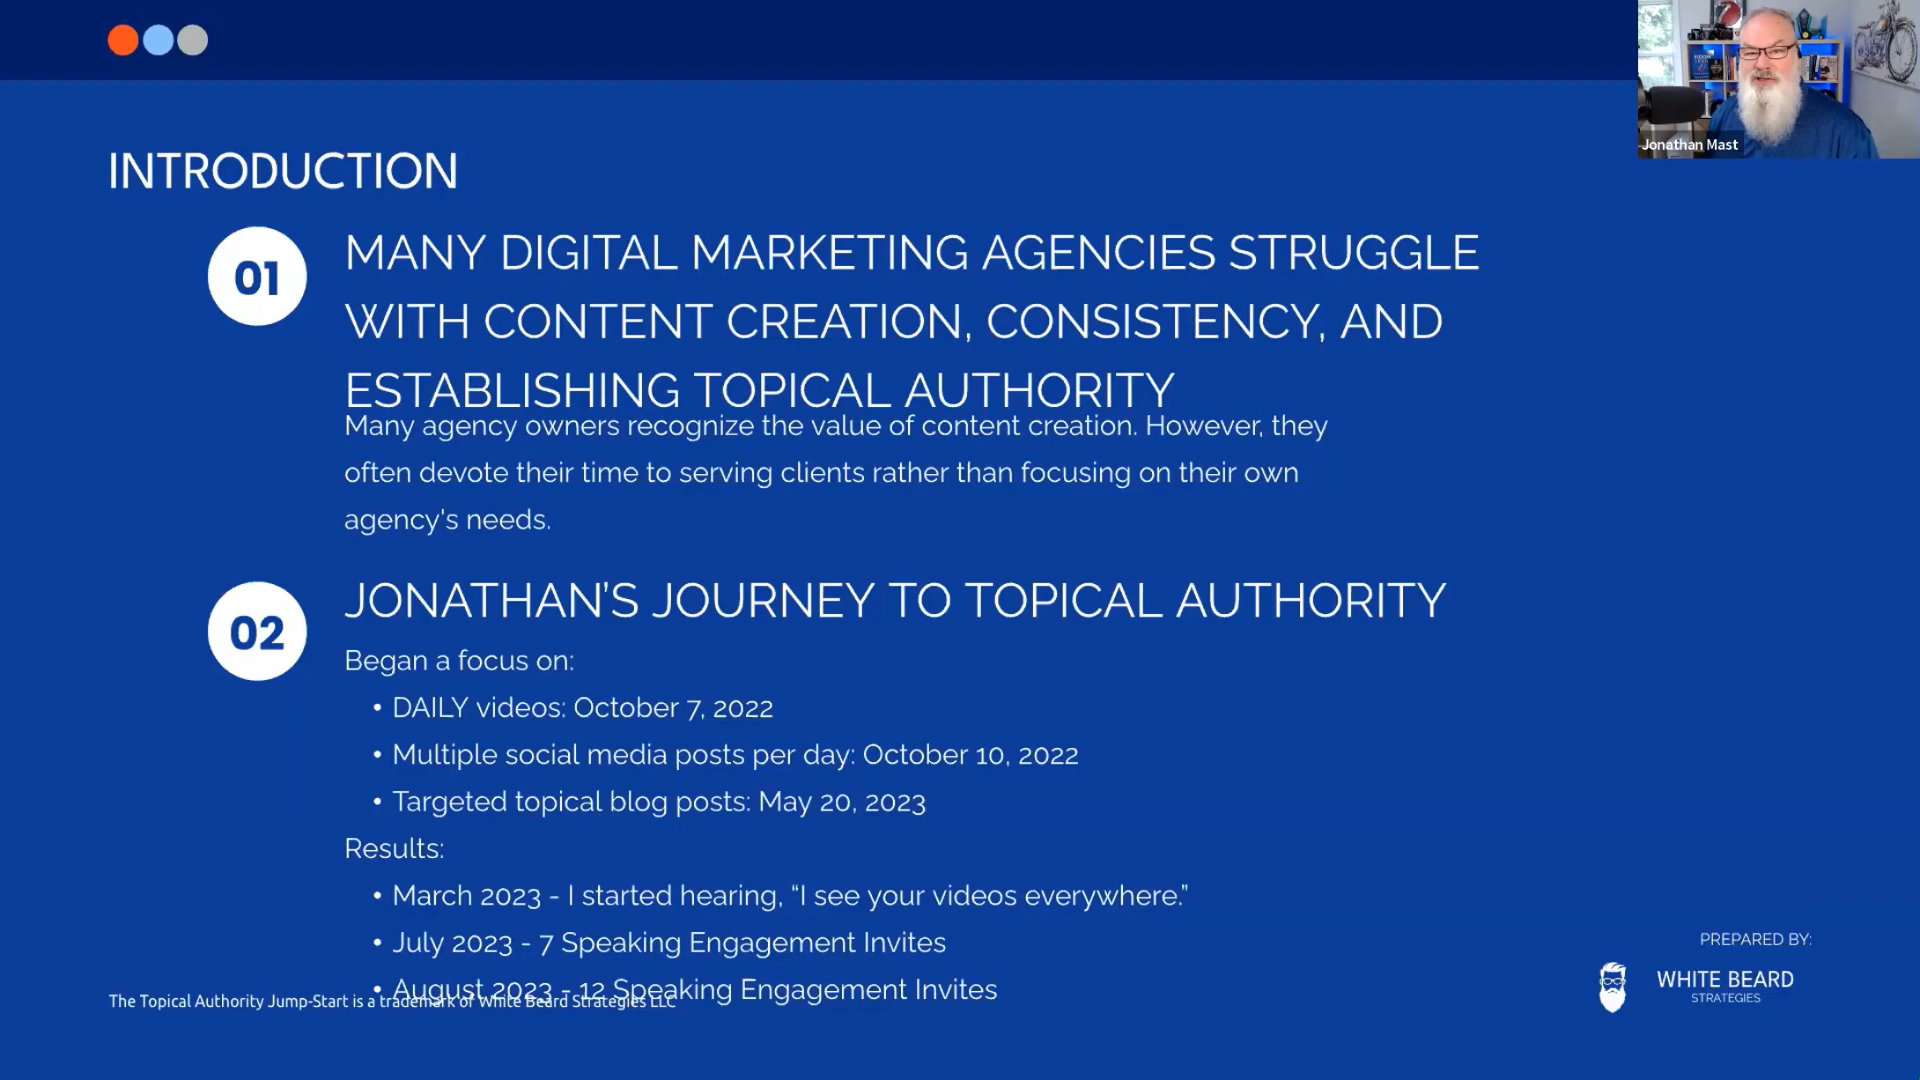 Jonathan Mast
INTRODUCTION
01
MANY DIGITAL MARKETING AGENCIES STRUGGLE
WITH CONTENT CREATION, CONSISTENCY, AND
ESTABLISHING TOPICAL AUTHORITY
Many agency owners recognize the value of content creation. However, they
often devote their time to serving clients rather than focusing on their own
agency's needs.
02
JONATHAN’S JOURNEY TO TOPICAL AUTHORITY
Began a focus on:
• DAILY videos: October 7, 2022
• Multiple social media posts per day: October 10, 2022
• Targeted topical blog posts: May 20, 2023
Results:
• March 2023 - I started hearing, “I see your videos everywhere.”
• July 2023 - 7 Speaking Engagement Invites
• August 2023 - 12 Speaking Engagement Invites
The Topical Authority Jump-Start is a trademark of White Beard Strategies LLC
PREPARED BY:
WHITE BEARD
STRATEGIES